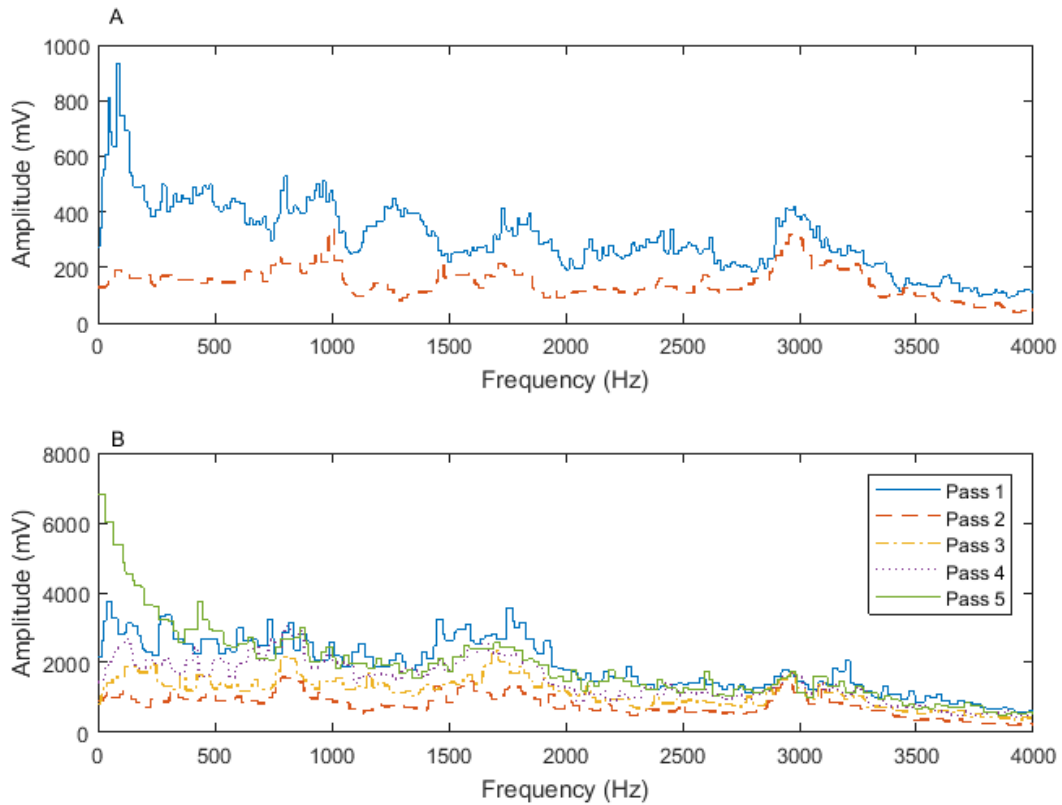 A
1000
800
600
400
200
0
Amplitude (mV)
0 500 1000 1500 2000 2500 3000 3500 4000
Frequency (Hz)
B
8000
6000
4000
2000
0
Amplitude (mV)
Pass 1
Pass 2
Pass 3
Pass 4
Pass 5
0 500 1000 1500 2000 2500 3000 3500 4000
Frequency (Hz)